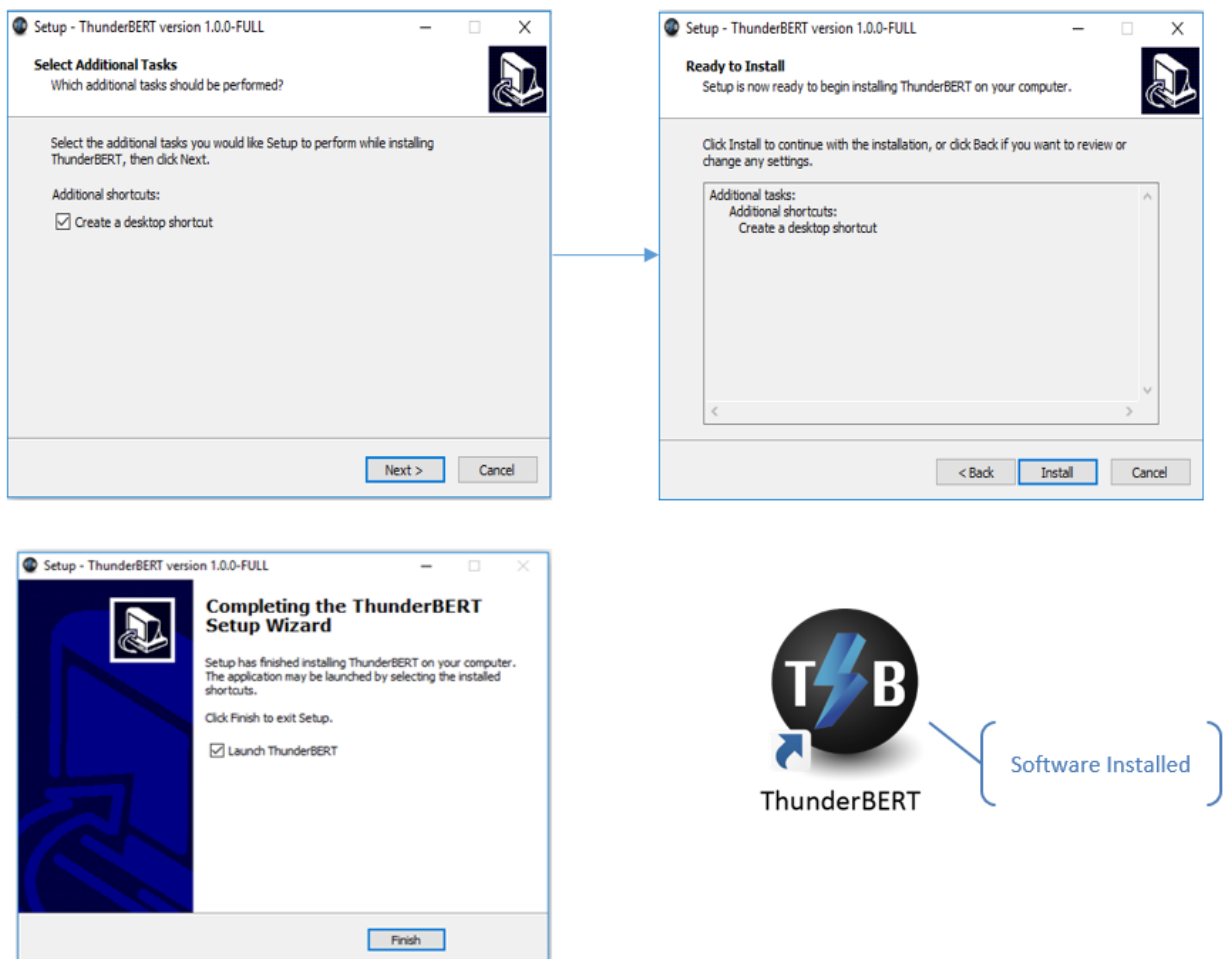 Setup - ThunderBERT version 1.0.0-FULL
Select Additional Tasks
Which additional tasks should be performed?
Select the additional tasks you would like Setup to perform while installing
ThunderBERT, then click Next.
Additional shortcuts:
Create a desktop shortcut
Next >
Cancel
Setup - ThunderBERT version 1.0.0-FULL
Ready to Install
Setup is now ready to begin installing ThunderBERT on your computer.
Click Install to continue with the installation, or click Back if you want to review or
change any settings.
Additional tasks:
Additional shortcuts:
Create a desktop shortcut
< Back
Install
Cancel
Setup - ThunderBERT version 1.0.0-FULL
Completing the ThunderBERT
Setup Wizard
Setup has finished installing ThunderBERT on your computer.
The application may be launched by selecting the installed
shortcuts.
Click Finish to exit Setup.
Launch ThunderBERT
Finish
T B
ThunderBERT
Software Installed